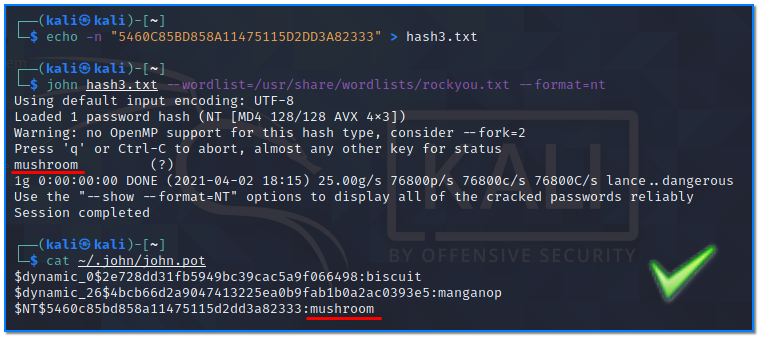 ┌──(kali㉿kali)-[~]
└─$ echo -n "5460C85BD858A11475115D2DD3A82333" > hash3.txt
┌──(kali㉿kali)-[~]
└─$ john hash3.txt --wordlist=/usr/share/wordlists/rockyou.txt --format=nt
Using default input encoding: UTF-8
Loaded 1 password hash (NT [MD4 128/128 AVX 4×3])
Warning: no OpenMP support for this hash type, consider --fork=2
Press 'q' or Ctrl-C to abort, almost any other key for status
mushroom (?)
1g 0:00:00:00 DONE (2021-04-02 18:15) 25.00g/s 76800p/s 76800c/s 76800C/s lance..dangerous
Use the "--show --format=NT" options to display all of the cracked passwords reliably
Session completed
KALI
┌──(kali㉿kali)-[~]
└─$ cat ~/.john/john.pot
BY OFFENSIVE SECURITY
$dynamic_0$2e728dd31fb5949bc39cac5a9f066498:biscuit
$dynamic_26$4bcb66d2a9047413225ea0b9fab1b0a2ac0393e5:manganop
$NT$5460c85bd858a11475115d2dd3a82333:mushroom